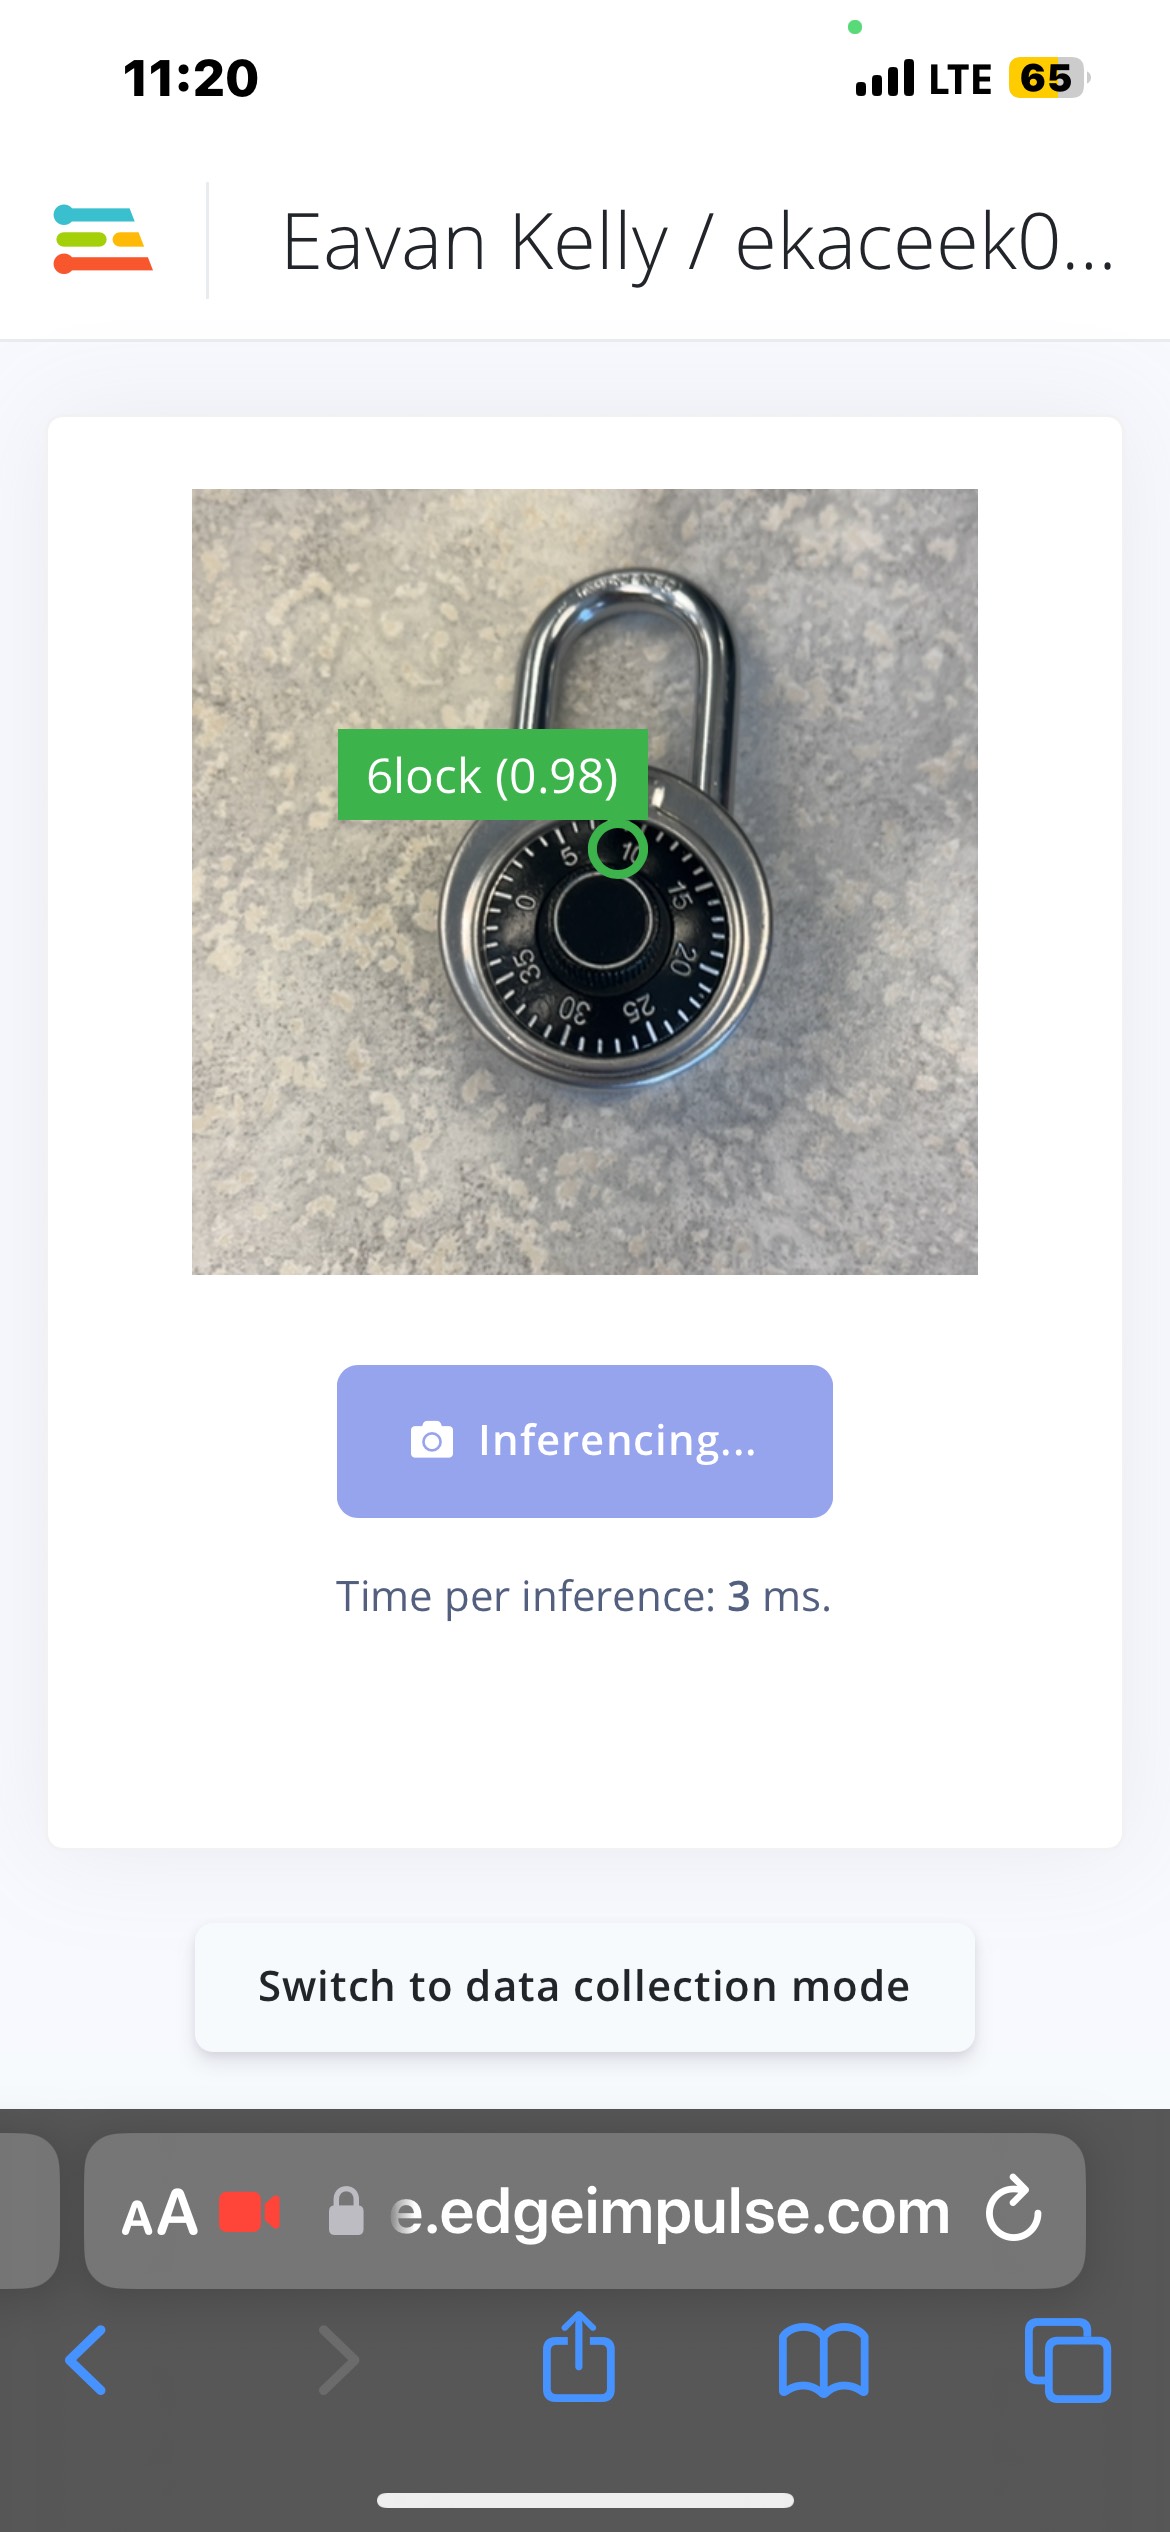 11:20
LTE 65
Eavan Kelly / ekaceek0...
6lock (0.98)
5 10
0 15
35 20
30 25
Inferencing...
Time per inference: 3 ms.
Switch to data collection mode
AA e.edgeimpulse.com